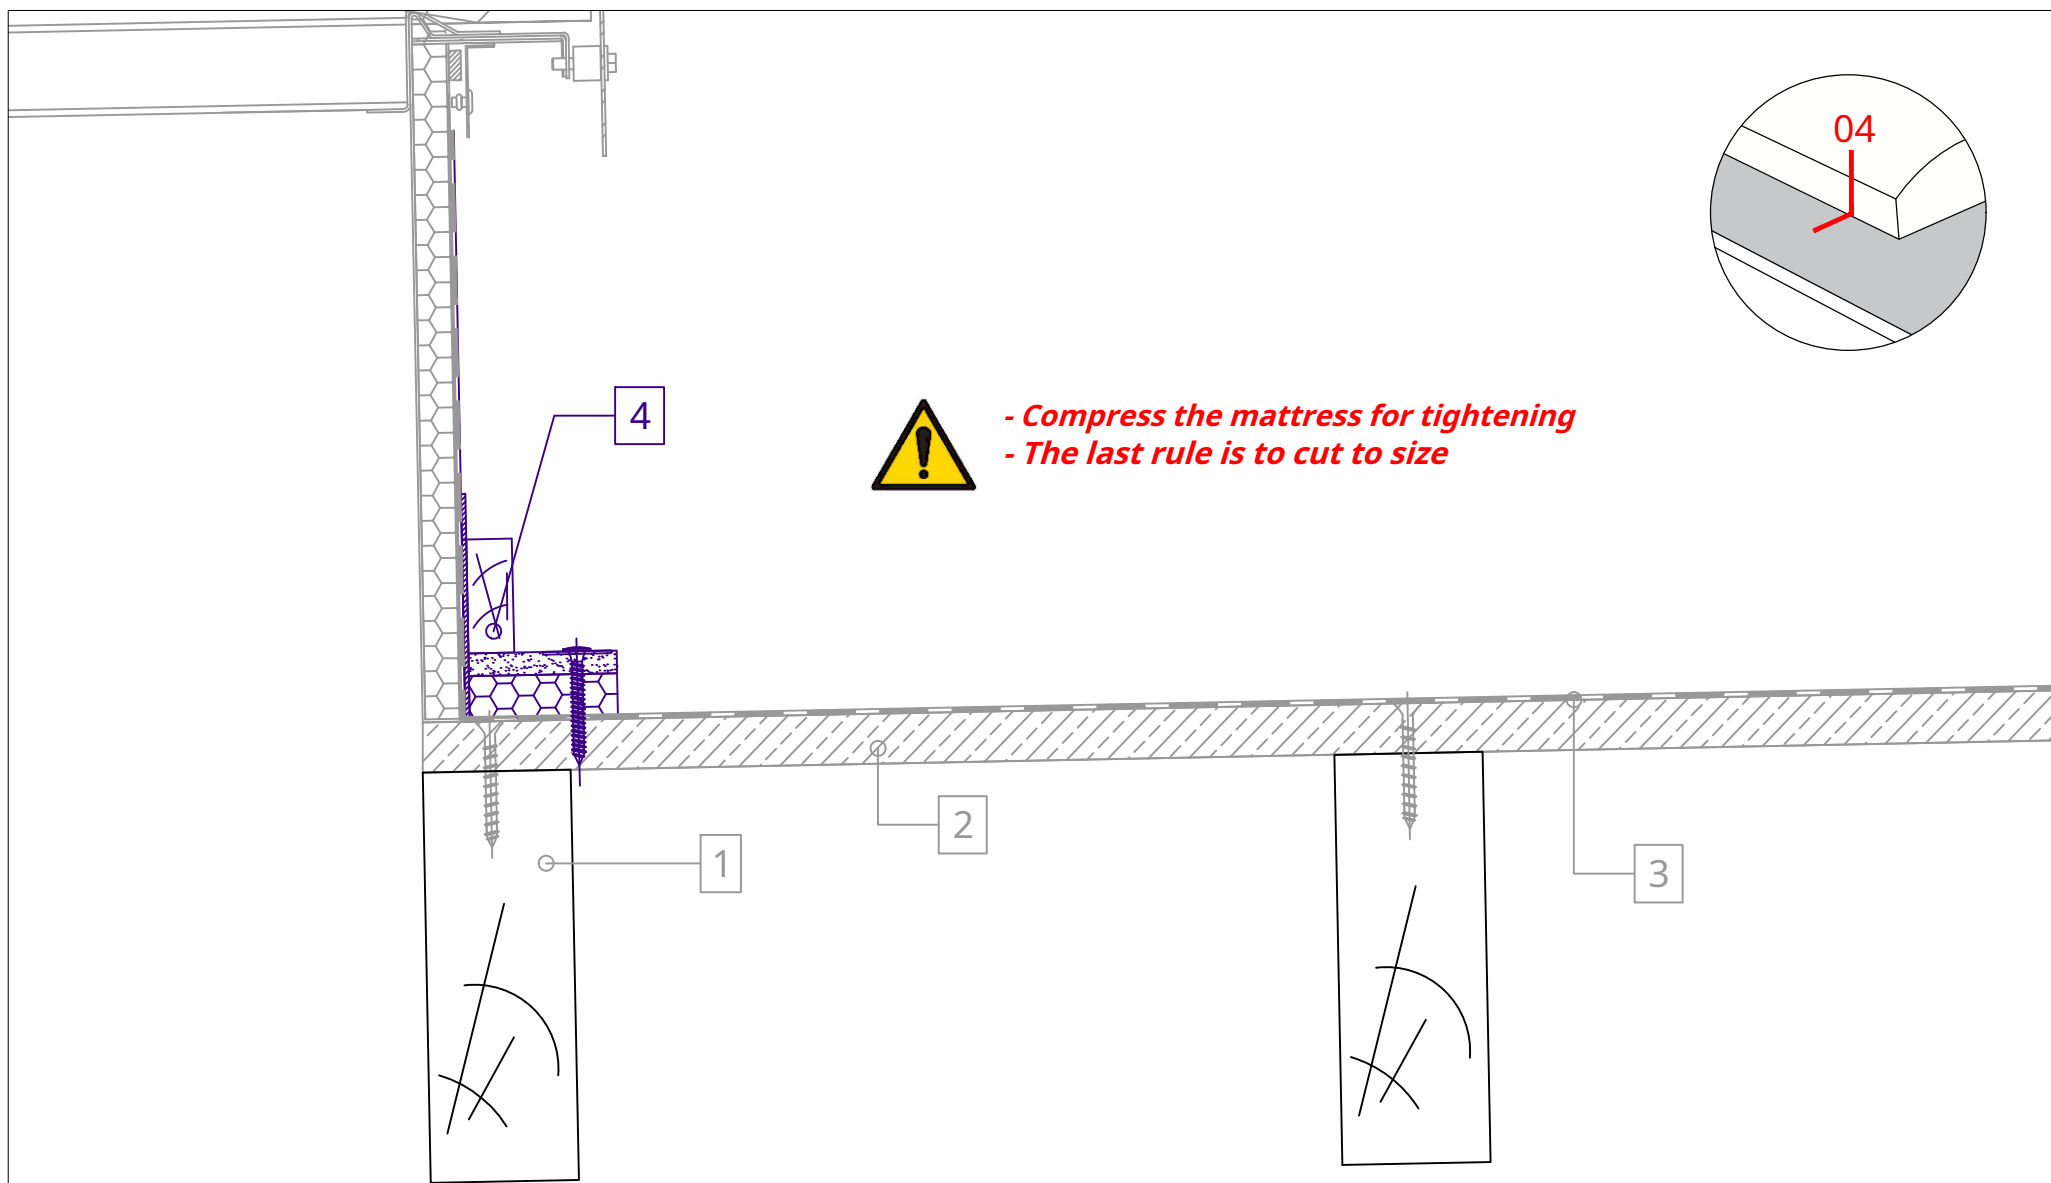 04
4
- Compress the mattress for tightening
- The last rule is to cut to size
2
1
3